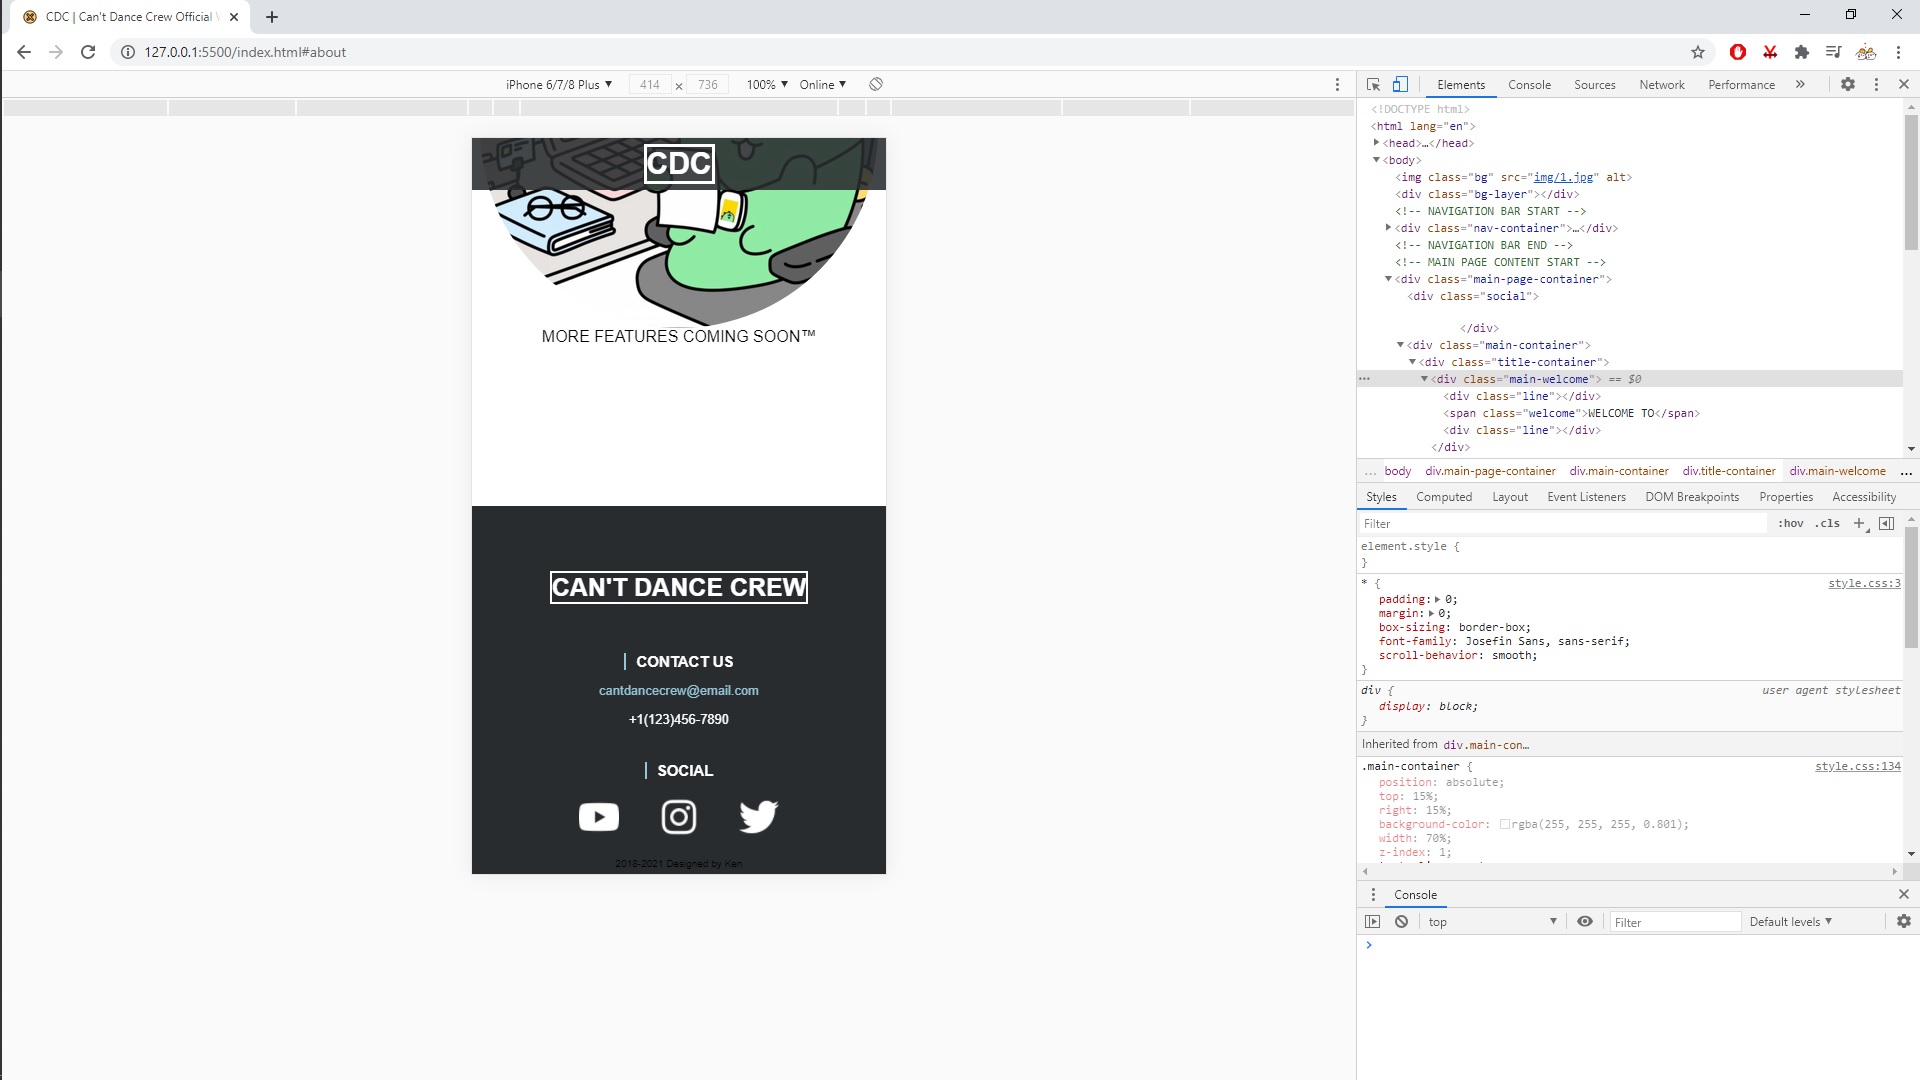 CDC | Can't Dance Crew Official
127.0.0.1:5500/index.html#about
iPhone 6/7/8 Plus
414 x 736
100%
Online
CDC
MORE FEATURES COMING SOON™
CAN'T DANCE CREW
CONTACT US
cantdancecrew@email.com
+1(123)456-7890
SOCIAL
2018-2021 Designed by Ken
Elements Console Sources Network Performance »
<!DOCTYPE html>
<html lang="en">
<head>…</head>
<body>
<img class="bg" src="img/1.jpg" alt>
<div class="bg-layer"></div>
<!-- NAVIGATION BAR START -->
<div class="nav-container">…</div>
<!-- NAVIGATION BAR END -->
<!-- MAIN PAGE CONTENT START -->
<div class="main-page-container">
<div class="social">
</div>
<div class="main-container">
<div class="title-container">
<div class="main-welcome"> == $0
<div class="line"></div>
<span class="welcome">WELCOME TO</span>
<div class="line"></div>
</div>
... body div.main-page-container div.main-container div.title-container div.main-welcome ...
Styles Computed Layout Event Listeners DOM Breakpoints Properties Accessibility
Filter :hov .cls +
element.style {
}
* { style.css:3
padding: 0;
margin: 0;
box-sizing: border-box;
font-family: Josefin Sans, sans-serif;
scroll-behavior: smooth;
}
div { user agent stylesheet
display: block;
}
Inherited from div.main-con…
.main-container { style.css:134
position: absolute;
top: 15%;
right: 15%;
background-color: rgba(255, 255, 255, 0.801);
width: 70%;
z-index: 1;
Console
top Filter Default levels
>